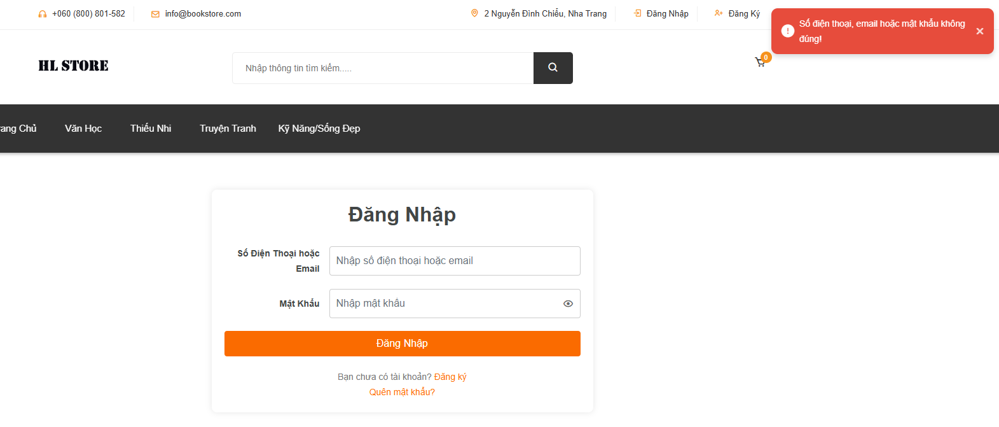 +060 (800) 801-582
info@bookstore.com
2 Nguyễn Đình Chiểu, Nha Trang
Đăng Nhập
Đăng Ký
Số điện thoại, email hoặc mật khẩu không
đúng!
HL STORE
Nhập thông tin tìm kiếm.....
0
rang Chủ
Văn Học
Thiếu Nhi
Truyện Tranh
Kỹ Năng/Sống Đẹp
Đăng Nhập
Số Điện Thoại hoặc
Email
Nhập số điện thoại hoặc email
Mật Khẩu
Nhập mật khẩu
Đăng Nhập
Bạn chưa có tài khoản? Đăng ký
Quên mật khẩu?